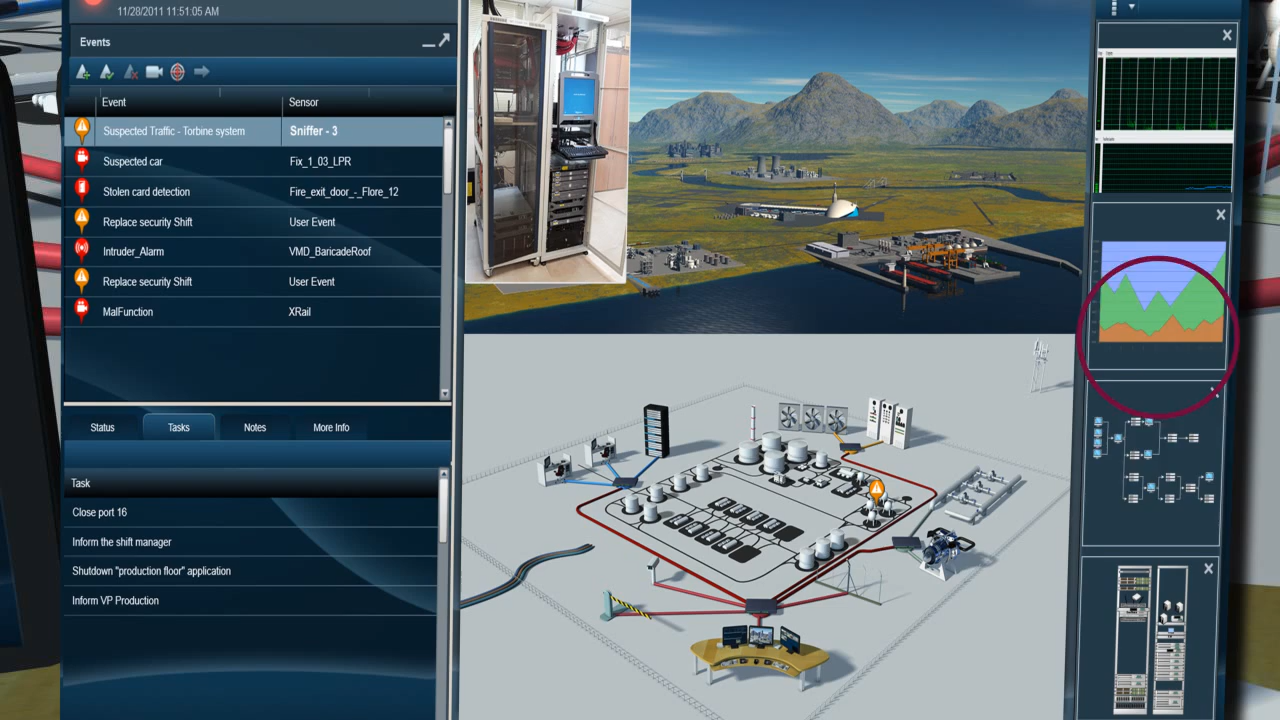 11/28/2011 11:51:05 AM
Events
Event Sensor
Suspected Traffic - Torbine system Sniffer - 3
Suspected car Fix_1_03_LPR
Stolen card detection Fire_exit_door_-_Flore_12
Replace security Shift User Event
Intruder_Alarm VMD_BaricadeRoof
Replace security Shift User Event
MalFunction XRail
Status Tasks Notes More Info
Task
Close port 16
Inform the shift manager
Shutdown "production floor" application
Inform VP Production